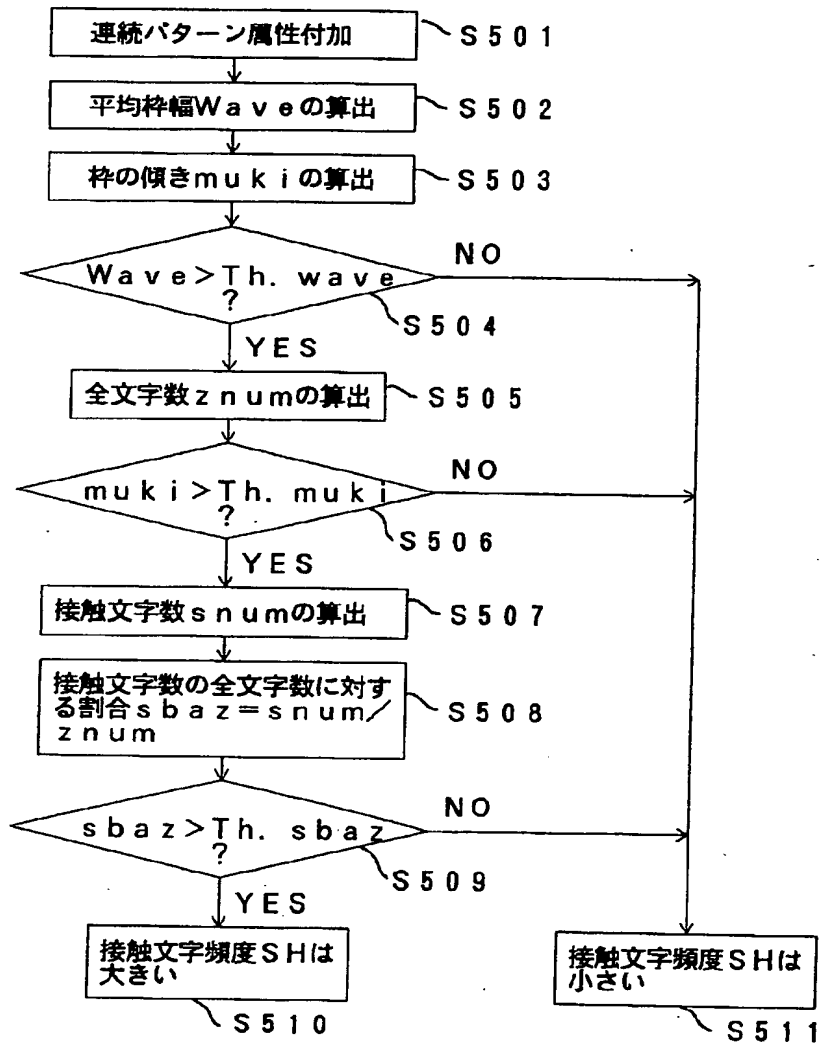 連続パターン属性付加
S501
平均枠幅Waveの算出
S502
枠の傾きmukiの算出
S503
Wave>Th. wave
?
NO
S504
YES
全文字数znumの算出
S505
muki>Th. muki
?
NO
S506
YES
接触文字数snumの算出
S507
接触文字数の全文字数に対す
る割合sbaz=snum/
znum
S508
sbaz>Th. sbaz
?
NO
S509
YES
接触文字頻度SHは
大きい
S510
接触文字頻度SHは
小さい
S511